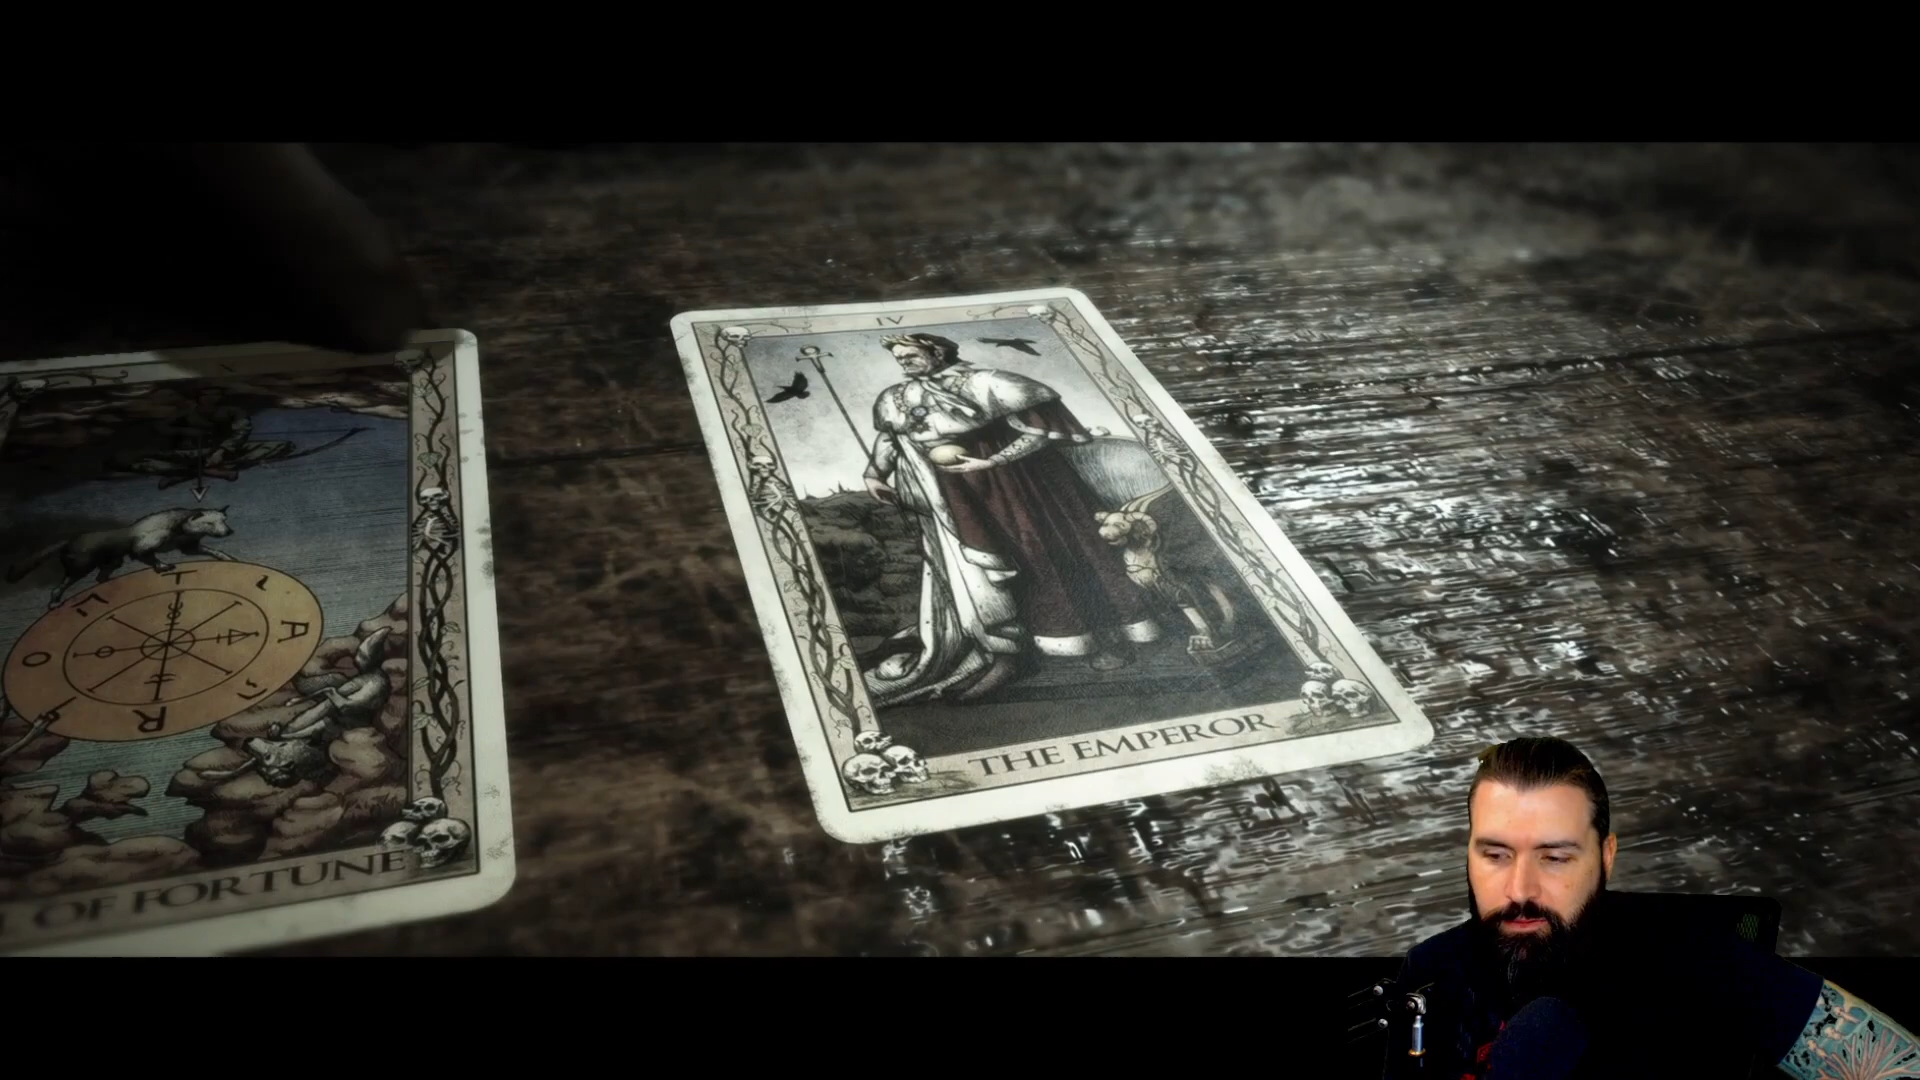 IV
THE EMPEROR
OF FORTUNE
T
A
R
O